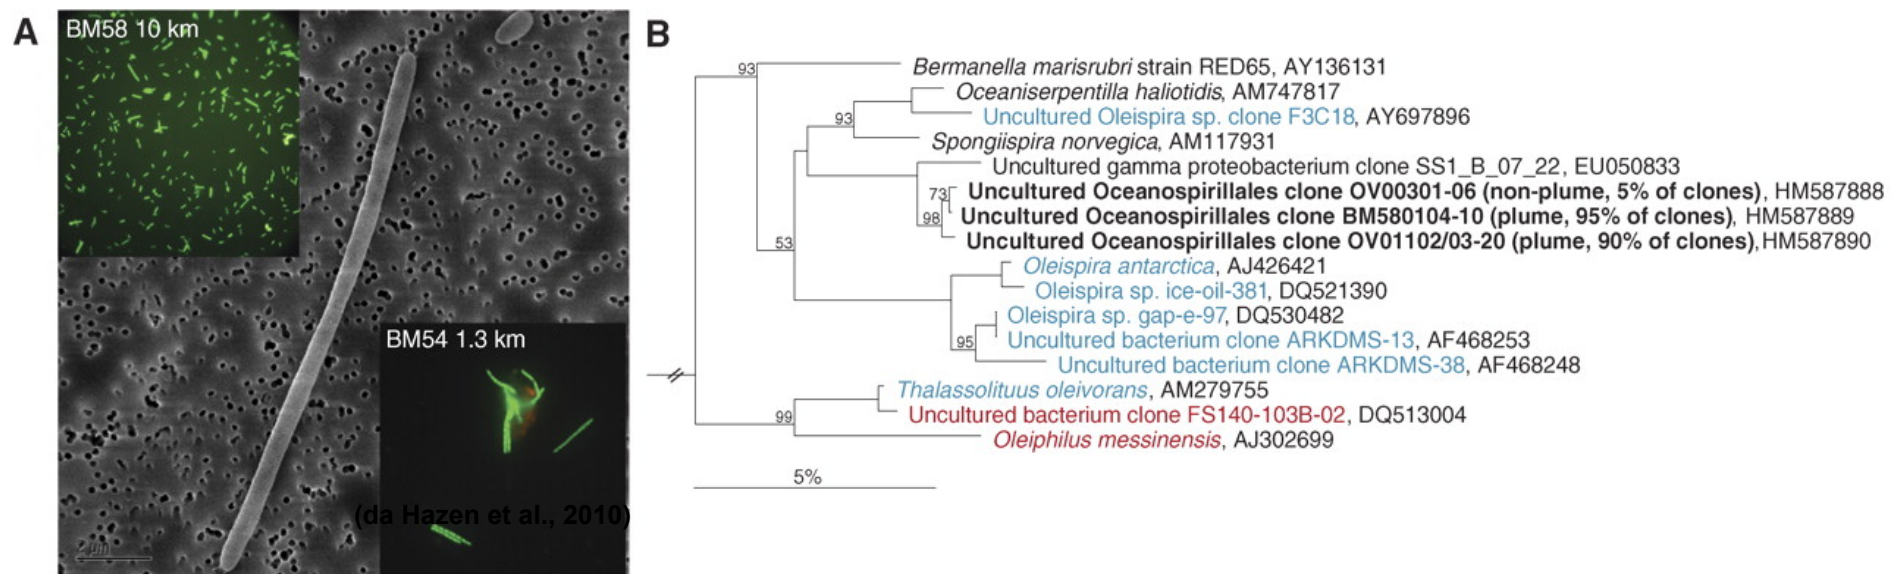 A
BM58 10 km
BM54 1.3 km
(da Hazen et al., 2010)
2 µm
B
93
Bermanella marisrubri strain RED65, AY136131
Oceaniserpentilla haliotidis, AM747817
Uncultured Oleispira sp. clone F3C18, AY697896
93
Spongiispira norvegica, AM117931
Uncultured gamma proteobacterium clone SS1_B_07_22, EU050833
73
Uncultured Oceanospirillales clone OV00301-06 (non-plume, 5% of clones), HM587888
98
Uncultured Oceanospirillales clone BM580104-10 (plume, 95% of clones), HM587889
53
Uncultured Oceanospirillales clone OV01102/03-20 (plume, 90% of clones),HM587890
Oleispira antarctica, AJ426421
Oleispira sp. ice-oil-381, DQ521390
Oleispira sp. gap-e-97, DQ530482
95
Uncultured bacterium clone ARKDMS-13, AF468253
Uncultured bacterium clone ARKDMS-38, AF468248
Thalassolituus oleivorans, AM279755
99
Uncultured bacterium clone FS140-103B-02, DQ513004
Oleiphilus messinensis, AJ302699
5%